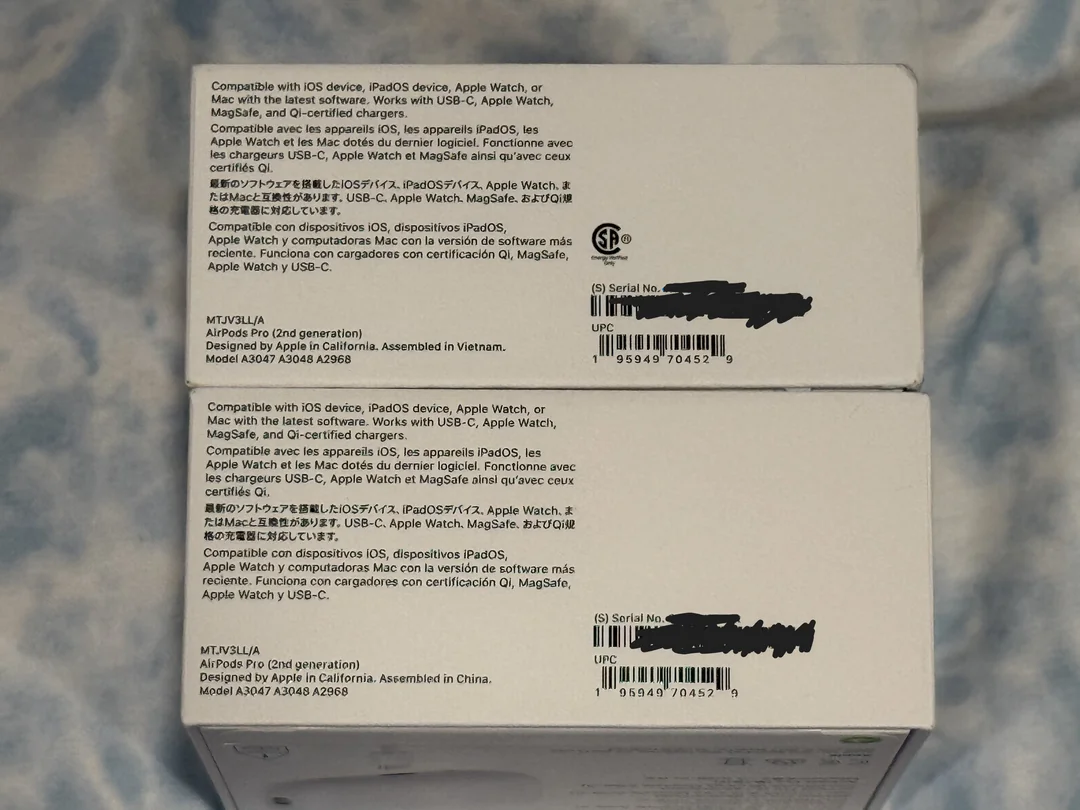 Compatible with iOS device, iPadOS device, Apple Watch, or
Mac with the latest software. Works with USB-C, Apple Watch,
MagSafe, and Qi-certified chargers.
Compatible avec les appareils iOS, les appareils iPadOS, les
Apple Watch et les Mac dotés du dernier logiciel. Fonctionne avec
les chargeurs USB-C, Apple Watch et MagSafe ainsi qu'avec ceux
certifiés Qi.
最新のソフトウェアを搭載したiOSデバイス、iPadOSデバイス、Apple Watch、ま
たはMacと互換性があります。USB-C、Apple Watch、MagSafe、およびQi規
格の充電器に対応しています。
Compatible con dispositivos iOS, dispositivos iPadOS,
Apple Watch y computadoras Mac con la versión de software más
reciente. Funciona con cargadores con certificación Qi, MagSafe,
Apple Watch y USB-C.
SA ®
Energy Verified
Only
(S) Serial No.
UPC
1 95949 70452 9
MTJV3LL/A
AirPods Pro (2nd generation)
Designed by Apple in California. Assembled in Vietnam.
Model A3047 A3048 A2968
Compatible with iOS device, iPadOS device, Apple Watch, or
Mac with the latest software. Works with USB-C, Apple Watch,
MagSafe, and Qi-certified chargers.
Compatible avec les appareils iOS, les appareils iPadOS, les
Apple Watch et les Mac dotés du dernier logiciel. Fonctionne avec
les chargeurs USB-C, Apple Watch et MagSafe ainsi qu'avec ceux
certifiés Qi.
最新のソフトウェアを搭載したiOSデバイス、iPadOSデバイス、Apple Watch、ま
たはMacと互換性があります。USB-C、Apple Watch、MagSafe、およびQi規
格の充電器に対応しています。
Compatible con dispositivos iOS, dispositivos iPadOS,
Apple Watch y computadoras Mac con la versión de software más
reciente. Funciona con cargadores con certificación Qi, MagSafe,
Apple Watch y USB-C.
(S) Serial No.
UPC
1 95949 70452 9
MTJV3LL/A
AirPods Pro (2nd generation)
Designed by Apple in California. Assembled in China.
Model A3047 A3048 A2968